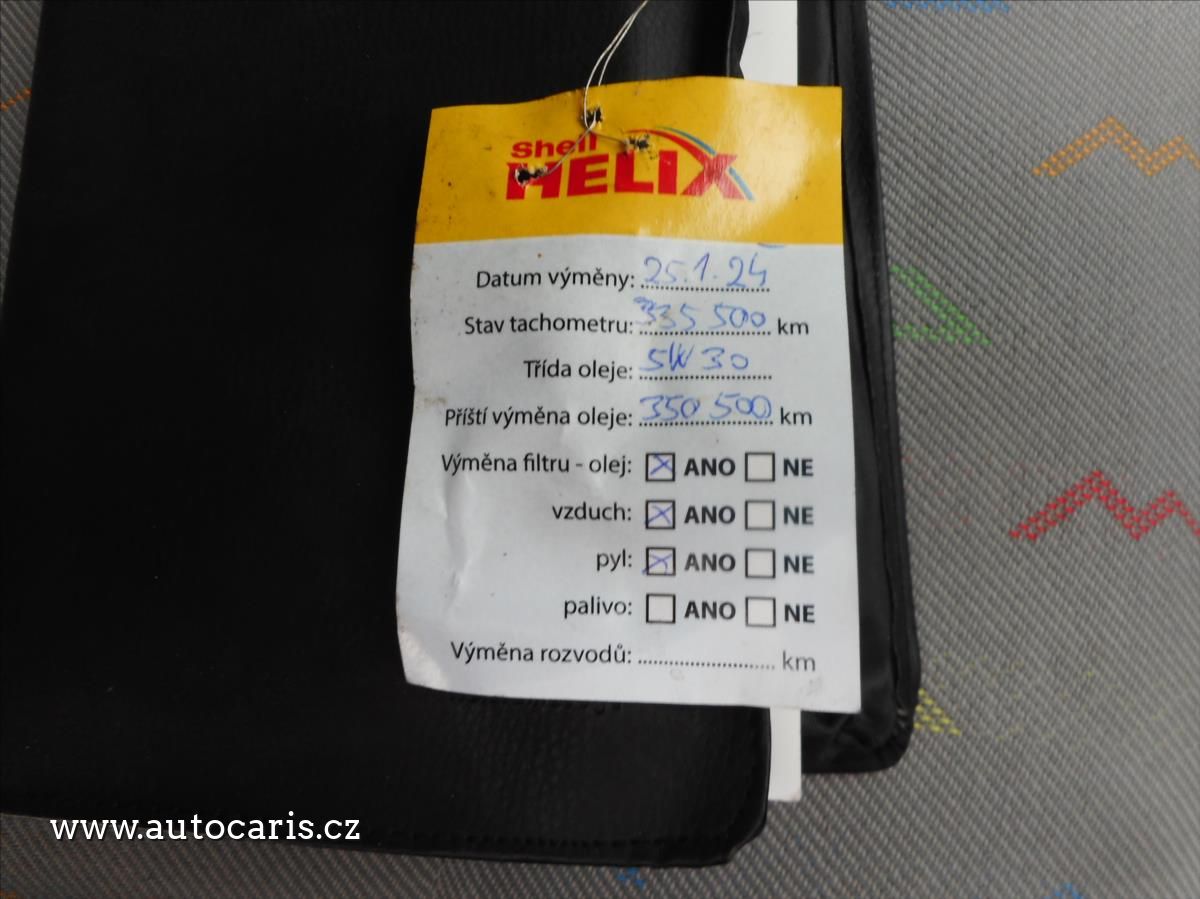 Shell
HELIX
Datum výměny: 25.1.24
Stav tachometru: 335 500 km
Třída oleje: 5W30
Příští výměna oleje: 350 500 km
Výměna filtru - olej: ANO NE
vzduch: ANO NE
pyl: ANO NE
palivo: ANO NE
Výměna rozvodů: .......................... km
www.autocaris.cz